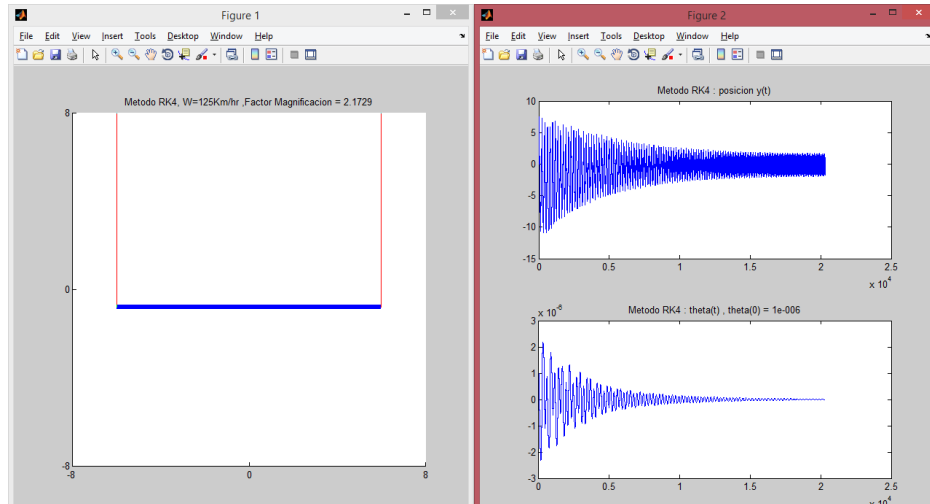 Figure 1
File Edit View Insert Tools Desktop Window Help
Metodo RK4, W=125Km/hr ,Factor Magnificacion = 2.1729
8
0
-8
-8 0 8
Figure 2
File Edit View Insert Tools Desktop Window Help
Metodo RK4 : posicion y(t)
10
5
0
-5
-10
-15
0 0.5 1 1.5 2 2.5
x 10^4
x 10^-6
Metodo RK4 : theta(t) , theta(0) = 1e-006
3
2
1
0
-1
-2
-3
0 0.5 1 1.5 2 2.5
x 10^4